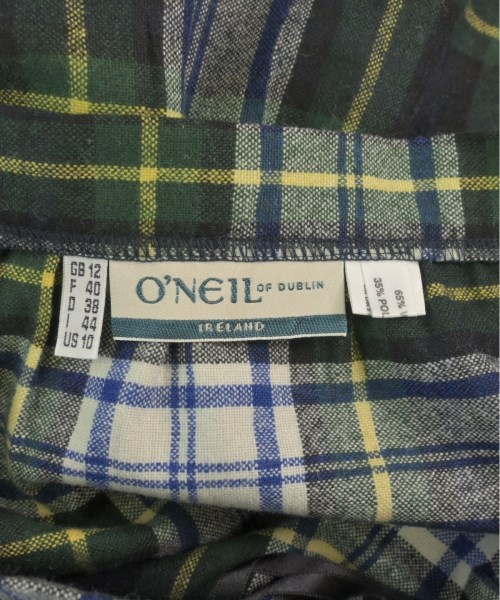 GB 12
F 40
D 38
I 44
US 10
O'NEIL OF DUBLIN
IRELAND
65%
35% POL